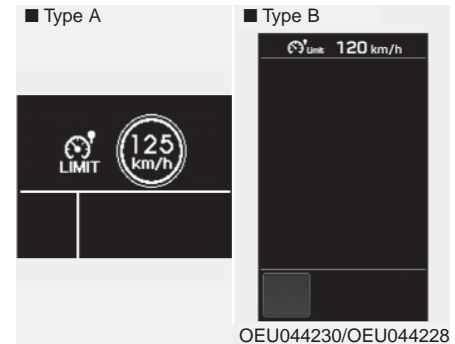 ■ Type A
■ Type B
LIMIT
125
km/h
Limit 120 km/h
OEU044230/OEU044228